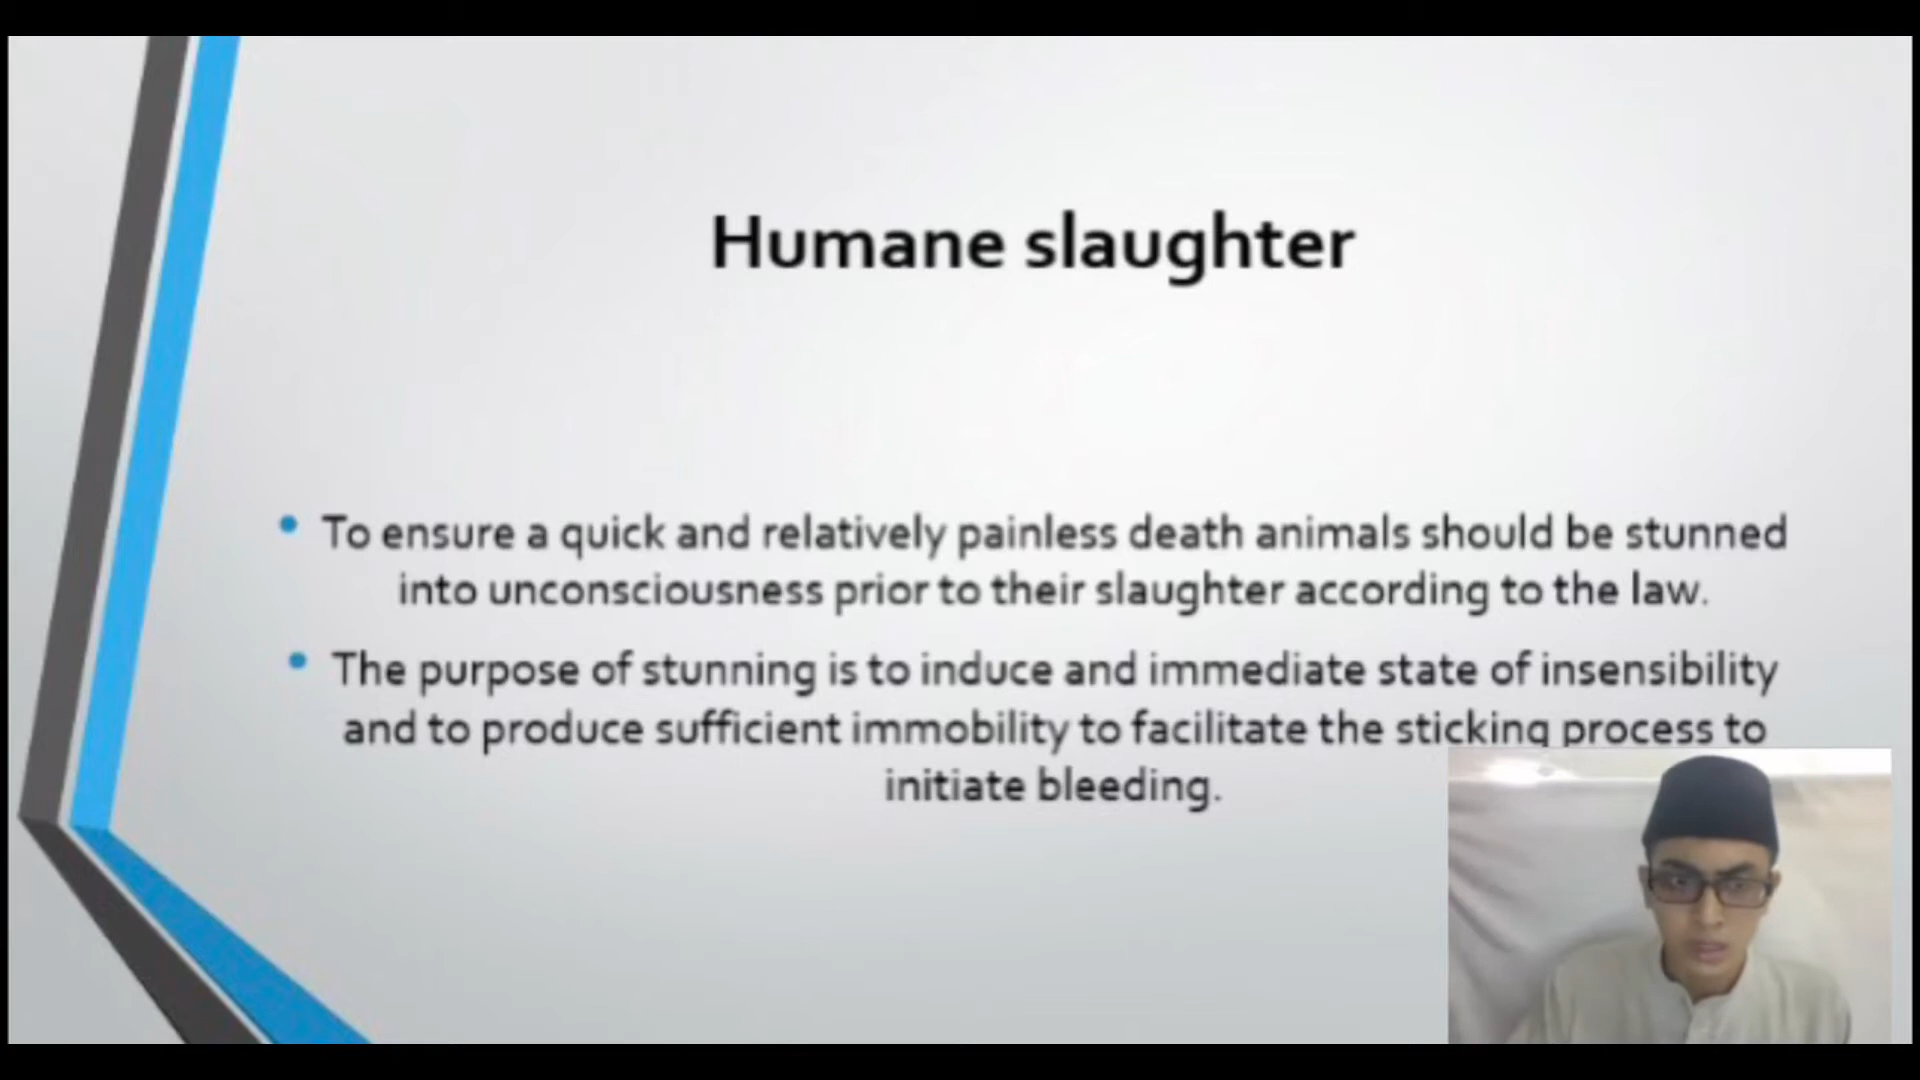 Humane slaughter
• To ensure a quick and relatively painless death animals should be stunned
into unconsciousness prior to their slaughter according to the law.
• The purpose of stunning is to induce and immediate state of insensibility
and to produce sufficient immobility to facilitate the sticking process to
initiate bleeding.